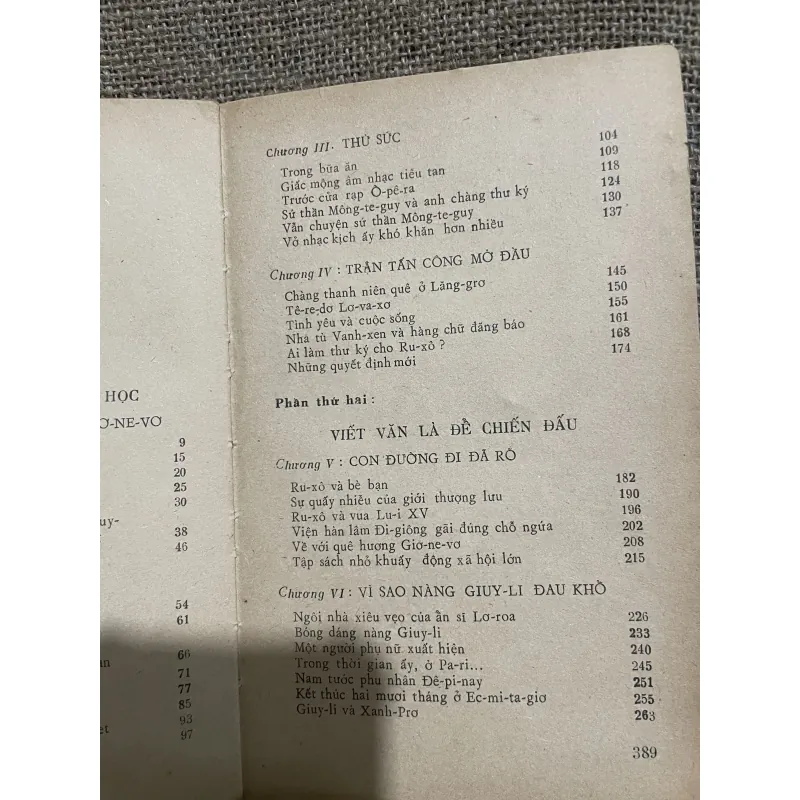 HỌC
Ơ-NE-VƠ
9
15
20
25
30
uy-
38
46
54
61
66
71
77
85
93
97
Chương III. THỬ SỨC
Trong bữa ăn 104
Giấc mộng âm nhạc tiêu tan 109
Trước cửa rạp Ô-pê-ra 118
Sứ thần Mông-te-guy và anh chàng thư ký 124
Vẫn chuyện sứ thần Mông-te-guy 130
Vở nhạc kịch ấy khó khăn hơn nhiều 137
Chương IV : TRẬN TẤN CÔNG MỞ ĐẦU
Chàng thanh niên quê ở Lăng-grơ 145
Tê-re-dơ Lơ-va-xơ 150
Tình yêu và cuộc sống 155
Nhà tù Vanh-xen và hàng chữ đăng báo 161
Ai làm thư ký cho Ru-xô ? 168
Những quyết định mới 174
Phần thứ hai :
VIẾT VĂN LÀ ĐỂ CHIẾN ĐẤU
Chương V : CON ĐƯỜNG ĐI ĐÃ RÕ
Ru-xô và bè bạn 182
Sự quấy nhiễu của giới thượng lưu 190
Ru-xô và vua Lu-i XV 196
Viện hàn lâm Đi-giông gãi đúng chỗ ngứa 202
Về với quê hương Giơ-ne-vơ 208
Tập sách nhỏ khuấy động xã hội lớn 215
Chương VI : VÌ SAO NÀNG GIUY-LI ĐAU KHỔ
Ngôi nhà xiêu vẹo của ẩn sĩ Lơ-roa 226
Bóng dáng nàng Giuy-li 233
Một người phụ nữ xuất hiện 240
Trong thời gian ấy, ở Pa-ri... 245
Nam tước phu nhân Đê-pi-nay 251
Kết thúc hai mươi tháng ở Ec-mi-ta-giơ 255
Giuy-li và Xanh-Prơ 263
389